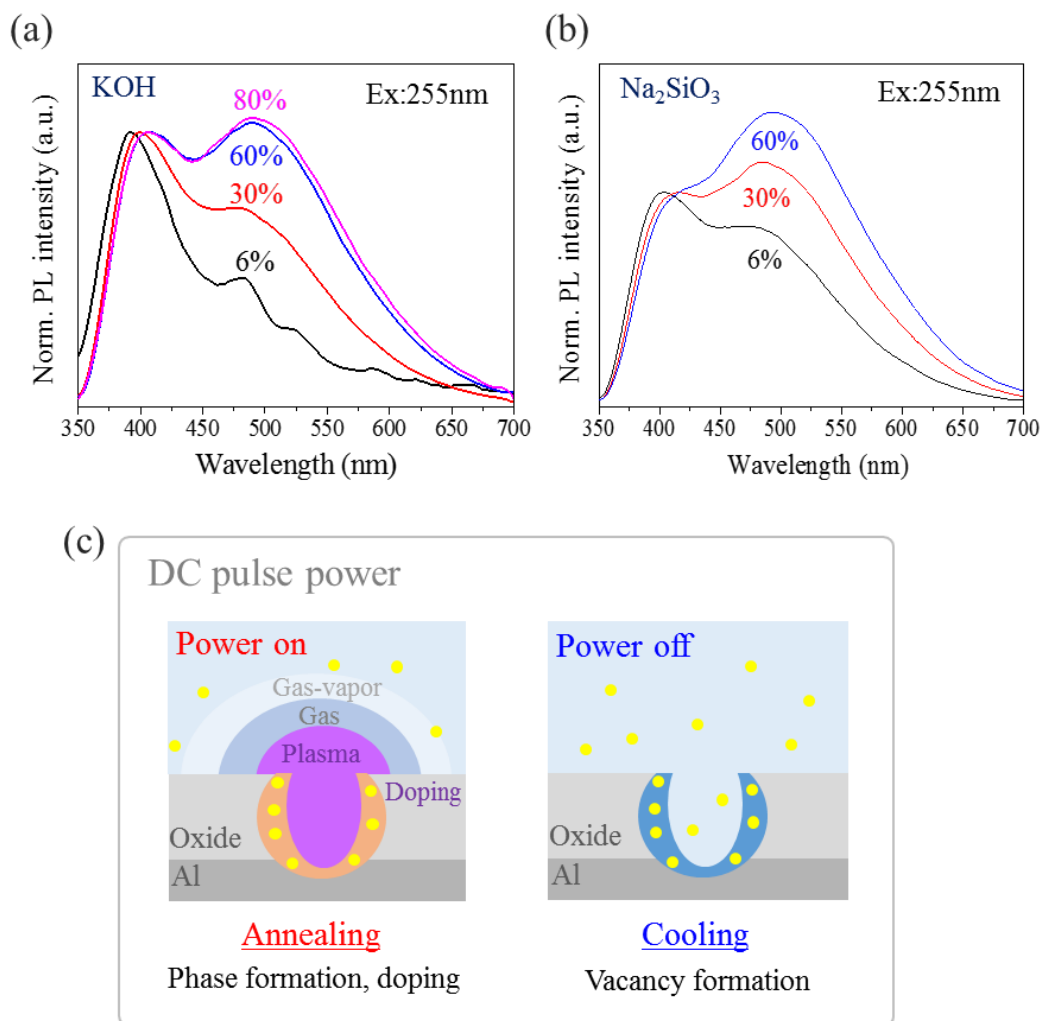 (a)
KOH
Ex:255nm
80%
60%
30%
6%
Norm. PL intensity (a.u.)
350 400 450 500 550 600 650 700
Wavelength (nm)
(b)
Na₂SiO₃
Ex:255nm
60%
30%
6%
Norm. PL intensity (a.u.)
350 400 450 500 550 600 650 700
Wavelength (nm)
(c)
DC pulse power
Power on
Gas-vapor
Gas
Plasma
Doping
Oxide
Al
Annealing
Phase formation, doping
Power off
Oxide
Al
Cooling
Vacancy formation